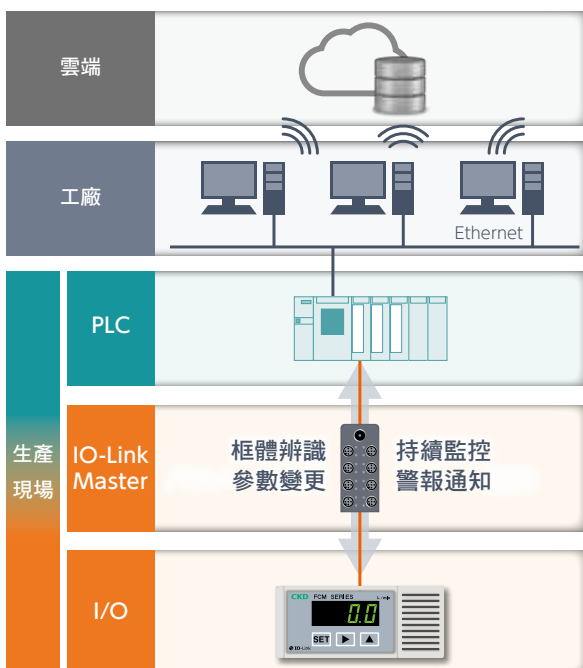 雲端
工廠
Ethernet
PLC
生產
現場
IO-Link
Master
框體辨識
參數變更
持續監控
警報通知
I/O
CKD FCM SERIES L/min
0.0
SET
IO-Link